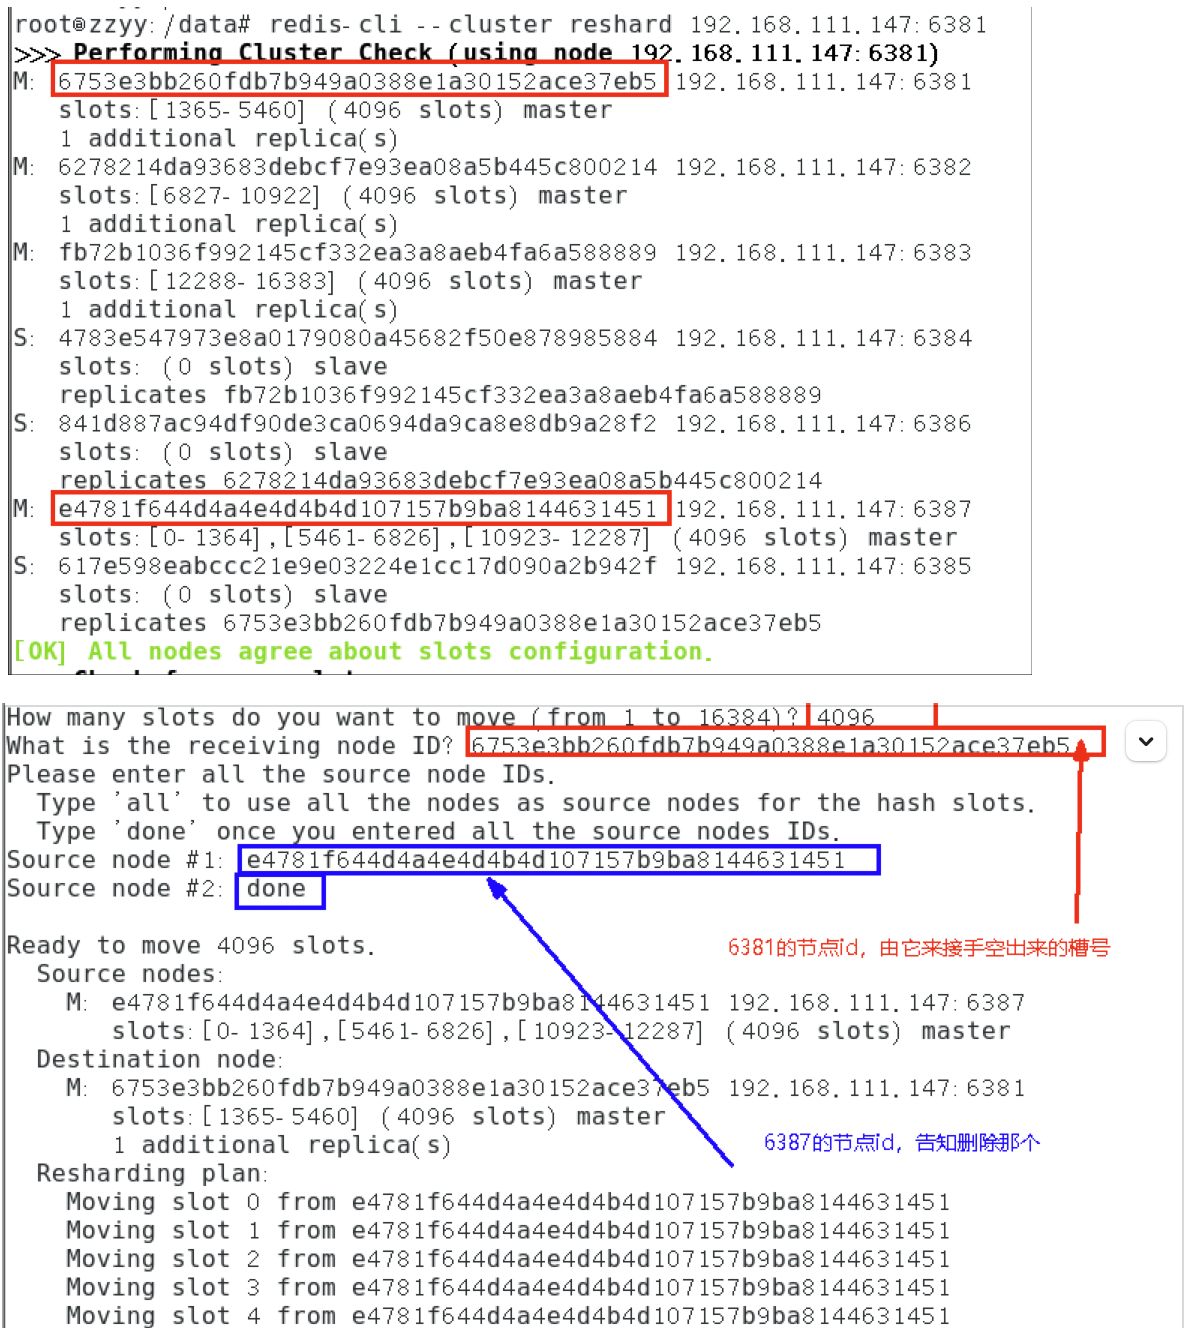 root@zzyy:/data# redis-cli --cluster reshard 192.168.111.147:6381
>>> Performing Cluster Check (using node 192.168.111.147:6381)
M: 6753e3bb260fdb7b949a0388e1a30152ace37eb5 192.168.111.147:6381
slots:[1365-5460] (4096 slots) master
1 additional replica(s)
M: 6278214da93683debcf7e93ea08a5b445c800214 192.168.111.147:6382
slots:[6827-10922] (4096 slots) master
1 additional replica(s)
M: fb72b1036f992145cf332ea3a8aeb4fa6a588889 192.168.111.147:6383
slots:[12288-16383] (4096 slots) master
1 additional replica(s)
S: 4783e547973e8a0179080a45682f50e878985884 192.168.111.147:6384
slots: (0 slots) slave
replicates fb72b1036f992145cf332ea3a8aeb4fa6a588889
S: 841d887ac94df90de3ca0694da9ca8e8db9a28f2 192.168.111.147:6386
slots: (0 slots) slave
replicates 6278214da93683debcf7e93ea08a5b445c800214
M: e4781f644d4a4e4d4b4d107157b9ba8144631451 192.168.111.147:6387
slots:[0-1364],[5461-6826],[10923-12287] (4096 slots) master
S: 617e598eabccc21e9e03224e1cc17d090a2b942f 192.168.111.147:6385
slots: (0 slots) slave
replicates 6753e3bb260fdb7b949a0388e1a30152ace37eb5
[OK] All nodes agree about slots configuration.
How many slots do you want to move (from 1 to 16384)? 4096
What is the receiving node ID? 6753e3bb260fdb7b949a0388e1a30152ace37eb5
Please enter all the source node IDs.
Type 'all' to use all the nodes as source nodes for the hash slots.
Type 'done' once you entered all the source nodes IDs.
Source node #1: e4781f644d4a4e4d4b4d107157b9ba8144631451
Source node #2: done
Ready to move 4096 slots.
6381的节点id，由它来接手空出来的槽号
Source nodes:
M: e4781f644d4a4e4d4b4d107157b9ba8144631451 192.168.111.147:6387
slots:[0-1364],[5461-6826],[10923-12287] (4096 slots) master
Destination node:
M: 6753e3bb260fdb7b949a0388e1a30152ace37eb5 192.168.111.147:6381
slots:[1365-5460] (4096 slots) master
1 additional replica(s)
6387的节点id，告知删除那个
Resharding plan:
Moving slot 0 from e4781f644d4a4e4d4b4d107157b9ba8144631451
Moving slot 1 from e4781f644d4a4e4d4b4d107157b9ba8144631451
Moving slot 2 from e4781f644d4a4e4d4b4d107157b9ba8144631451
Moving slot 3 from e4781f644d4a4e4d4b4d107157b9ba8144631451
Moving slot 4 from e4781f644d4a4e4d4b4d107157b9ba8144631451